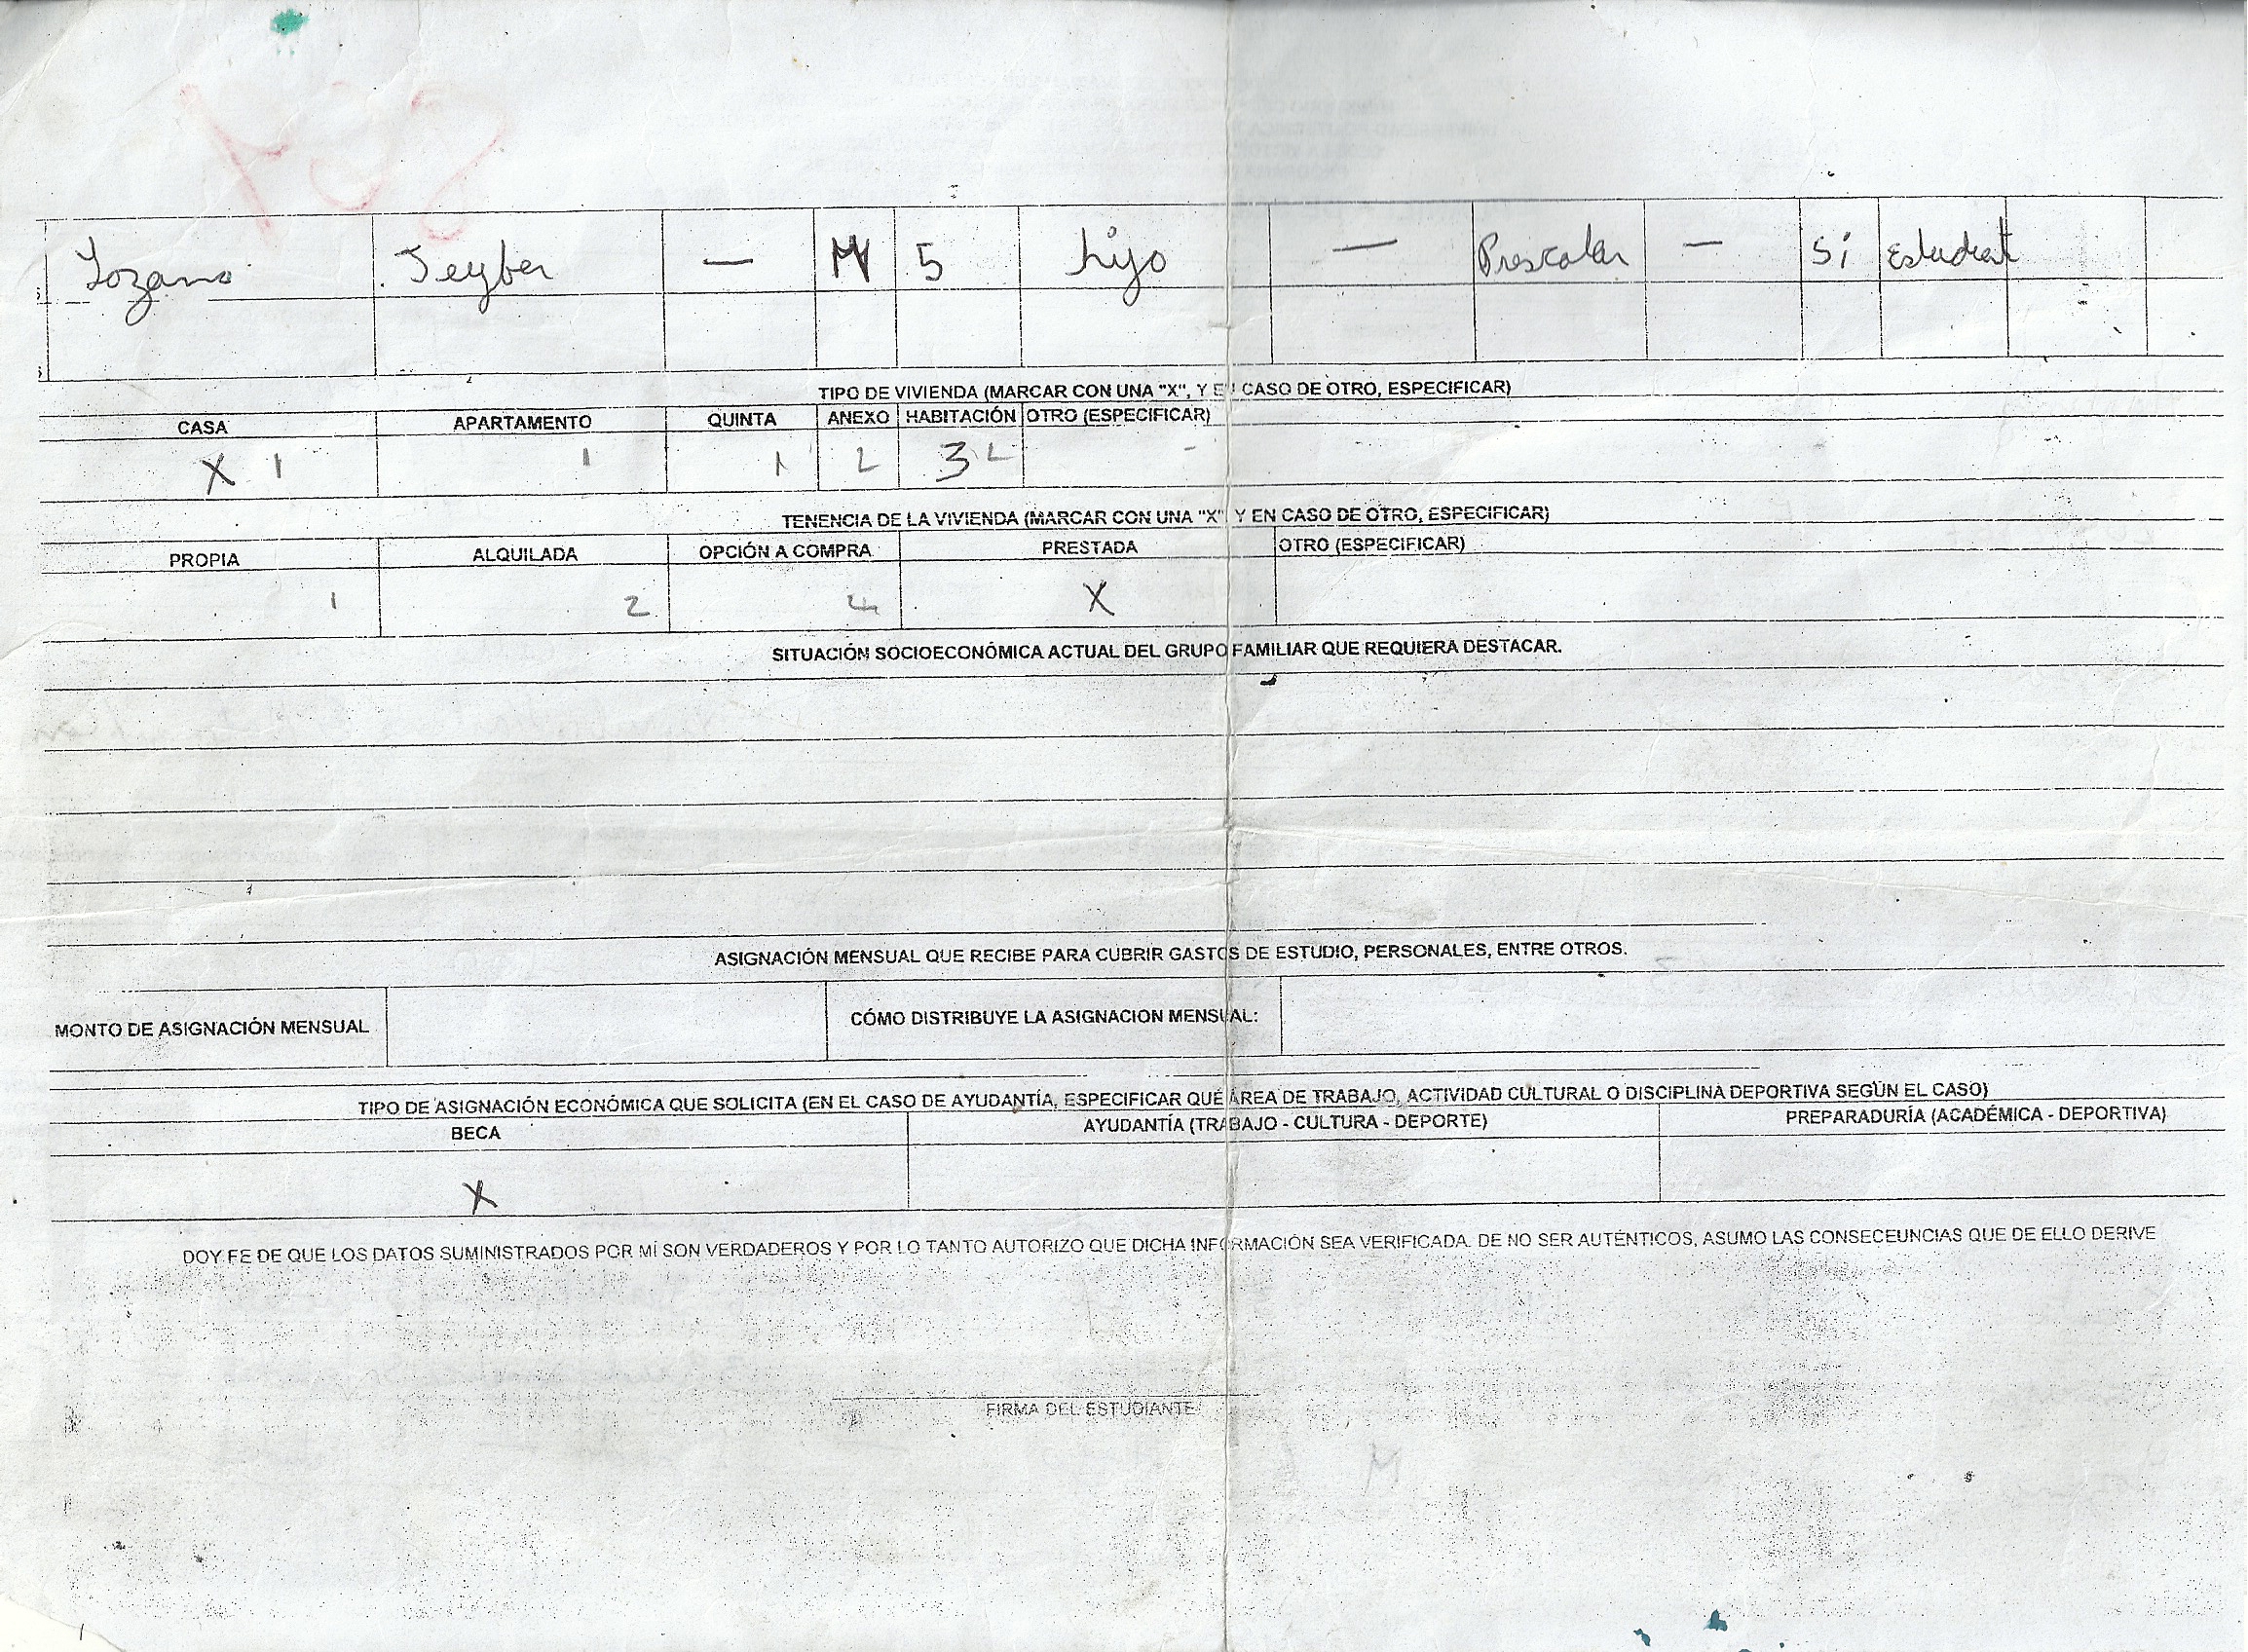 Lozano Jeyber — M 5 hijo — Prescolar — Si Estudiant
TIPO DE VIVIENDA (MARCAR CON UNA "X", Y EN CASO DE OTRO, ESPECIFICAR)
CASA APARTAMENTO QUINTA ANEXO HABITACIÓN OTRO (ESPECIFICAR)
X 1 1 1 2 3 2 -
TENENCIA DE LA VIVIENDA (MARCAR CON UNA "X" Y EN CASO DE OTRO, ESPECIFICAR)
PROPIA ALQUILADA OPCIÓN A COMPRA PRESTADA OTRO (ESPECIFICAR)
1 2 X
SITUACIÓN SOCIOECONÓMICA ACTUAL DEL GRUPO FAMILIAR QUE REQUIERA DESTACAR.
ASIGNACIÓN MENSUAL QUE RECIBE PARA CUBRIR GASTOS DE ESTUDIO, PERSONALES, ENTRE OTROS.
MONTO DE ASIGNACIÓN MENSUAL CÓMO DISTRIBUYE LA ASIGNACION MENSUAL:
TIPO DE ASIGNACIÓN ECONÓMICA QUE SOLICITA (EN EL CASO DE AYUDANTÍA, ESPECIFICAR QUÉ ÁREA DE TRABAJO, ACTIVIDAD CULTURAL O DISCIPLINA DEPORTIVA SEGÚN EL CASO)
BECA AYUDANTÍA (TRABAJO - CULTURA - DEPORTE) PREPARADURÍA (ACADÉMICA - DEPORTIVA)
X
DOY FE DE QUE LOS DATOS SUMINISTRADOS POR MÍ SON VERDADEROS Y POR LO TANTO AUTORIZO QUE DICHA INFORMACIÓN SEA VERIFICADA. DE NO SER AUTÉNTICOS, ASUMO LAS CONSECEUNCIAS QUE DE ELLO DERIVE
FIRMA DEL ESTUDIANTE